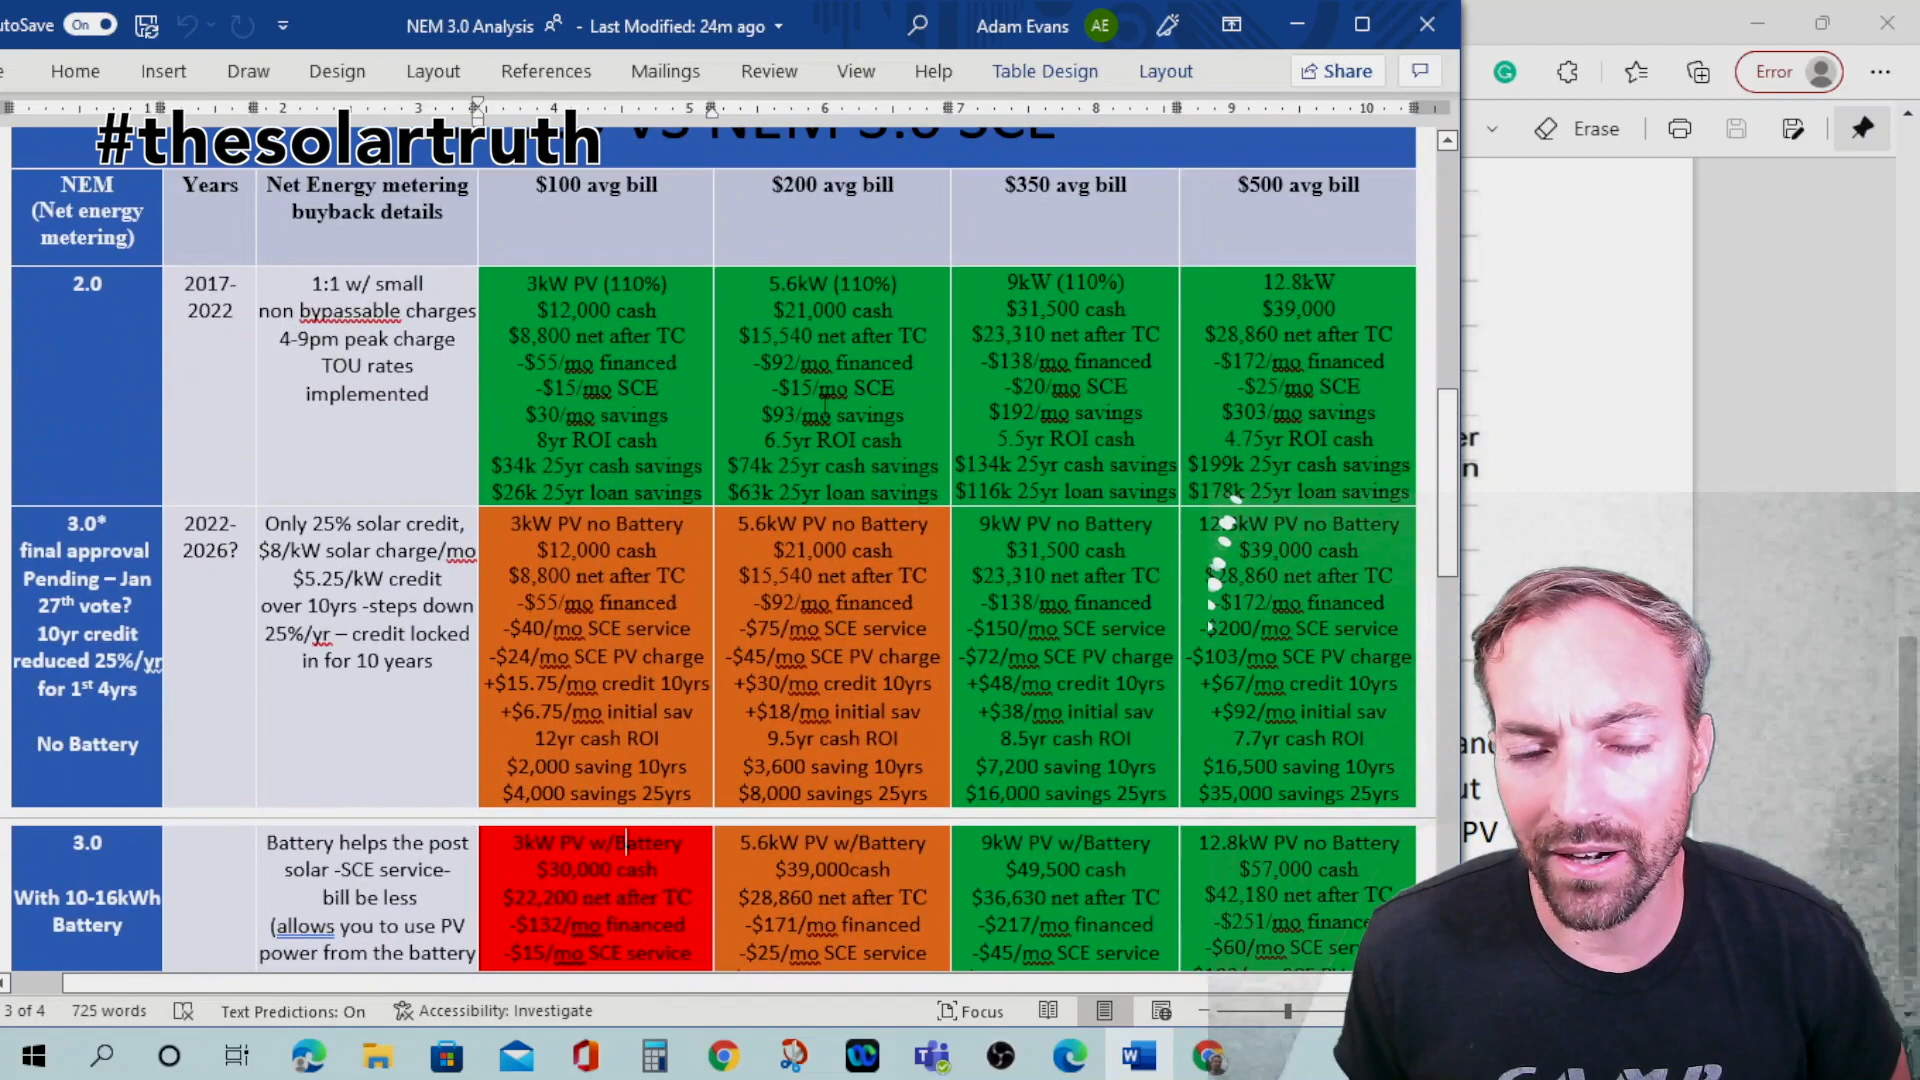 utoSave On NEM 3.0 Analysis - Last Modified: 24m ago Adam Evans AE
Home Insert Draw Design Layout References Mailings Review View Help Table Design Layout Share
Error
Erase
1 2 3 4 5 6 7 8 9 10
#thesolartruth VS NEM 3.0 SCE
NEM
(Net energy
metering)
Years
Net Energy metering
buyback details
$100 avg bill
$200 avg bill
$350 avg bill
$500 avg bill
2.0
2017-
2022
1:1 w/ small
non bypassable charges
4-9pm peak charge
TOU rates
implemented
3kW PV (110%)
$12,000 cash
$8,800 net after TC
-$55/mo financed
-$15/mo SCE
$30/mo savings
8yr ROI cash
$34k 25yr cash savings
$26k 25yr loan savings
5.6kW (110%)
$21,000 cash
$15,540 net after TC
-$92/mo financed
-$15/mo SCE
$93/mo savings
6.5yr ROI cash
$74k 25yr cash savings
$63k 25yr loan savings
9kW (110%)
$31,500 cash
$23,310 net after TC
-$138/mo financed
-$20/mo SCE
$192/mo savings
5.5yr ROI cash
$134k 25yr cash savings
$116k 25yr loan savings
12.8kW
$39,000
$28,860 net after TC
-$172/mo financed
-$25/mo SCE
$303/mo savings
4.75yr ROI cash
$199k 25yr cash savings
$178k 25yr loan savings
3.0*
final approval
Pending – Jan
27th vote?
10yr credit
reduced 25%/yr
for 1st 4yrs
No Battery
2022-
2026?
Only 25% solar credit,
$8/kW solar charge/mo
$5.25/kW credit
over 10yrs -steps down
25%/yr – credit locked
in for 10 years
3kW PV no Battery
$12,000 cash
$8,800 net after TC
-$55/mo financed
-$40/mo SCE service
-$24/mo SCE PV charge
+$15.75/mo credit 10yrs
+$6.75/mo initial sav
12yr cash ROI
$2,000 saving 10yrs
$4,000 savings 25yrs
5.6kW PV no Battery
$21,000 cash
$15,540 net after TC
-$92/mo financed
-$75/mo SCE service
-$45/mo SCE PV charge
+$30/mo credit 10yrs
+$18/mo initial sav
9.5yr cash ROI
$3,600 saving 10yrs
$8,000 savings 25yrs
9kW PV no Battery
$31,500 cash
$23,310 net after TC
-$138/mo financed
-$150/mo SCE service
-$72/mo SCE PV charge
+$48/mo credit 10yrs
+$38/mo initial sav
8.5yr cash ROI
$7,200 saving 10yrs
$16,000 savings 25yrs
PV no Battery
$39,000 cash
$28,860 net after TC
-$172/mo financed
-$200/mo SCE service
-$103/mo SCE PV charge
+$67/mo credit 10yrs
+$92/mo initial sav
7.7yr cash ROI
$16,500 saving 10yrs
$35,000 savings 25yrs
3.0
With 10-16kWh
Battery
Battery helps the post
solar -SCE service-
bill be less
(allows you to use PV
power from the battery
3kW PV w/Battery
$30,000 cash
$22,200 net after TC
-$132/mo financed
-$15/mo SCE service
5.6kW PV w/Battery
$39,000cash
$28,860 net after TC
-$171/mo financed
-$25/mo SCE service
9kW PV w/Battery
$49,500 cash
$36,630 net after TC
-$217/mo financed
-$45/mo SCE service
12.8kW PV no Battery
$57,000 cash
$42,180 net after TC
-$251/mo finance
-$60/mo SCE serv
er
n
an
ut
PV
3 of 4 725 words Text Predictions: On Accessibility: Investigate Focus